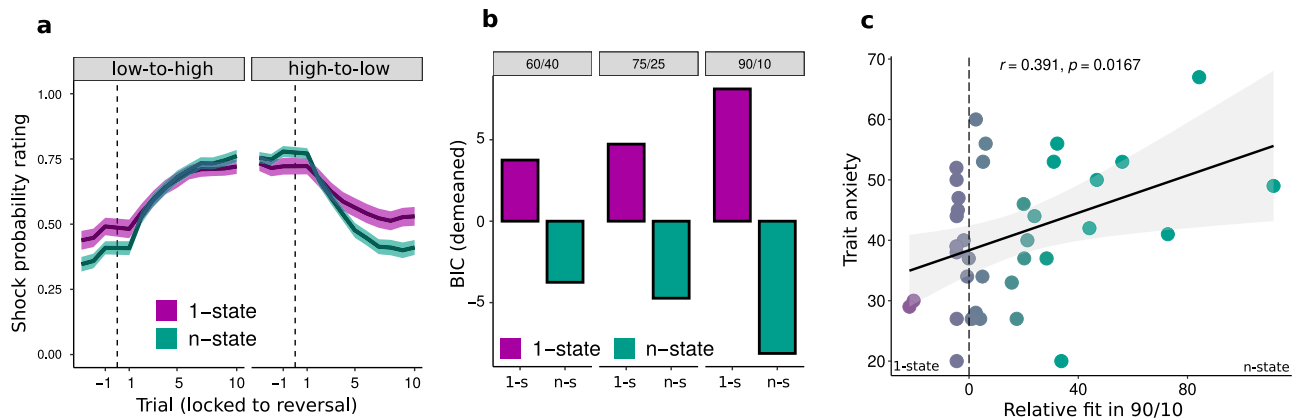 a
low-to-high
high-to-low
Shock probability rating
1.00
0.75
0.50
0.25
0.00
1−state
n−state
−1
1
5
10
−1
1
5
10
Trial (locked to reversal)
b
60/40
75/25
90/10
BIC (demeaned)
5
0
−5
1−state
n−state
1−s
n−s
1−s
n−s
1−s
n−s
c
r = 0.391, p = 0.0167
Trait anxiety
70
60
50
40
30
20
1−state
n−state
0
40
80
Relative fit in 90/10